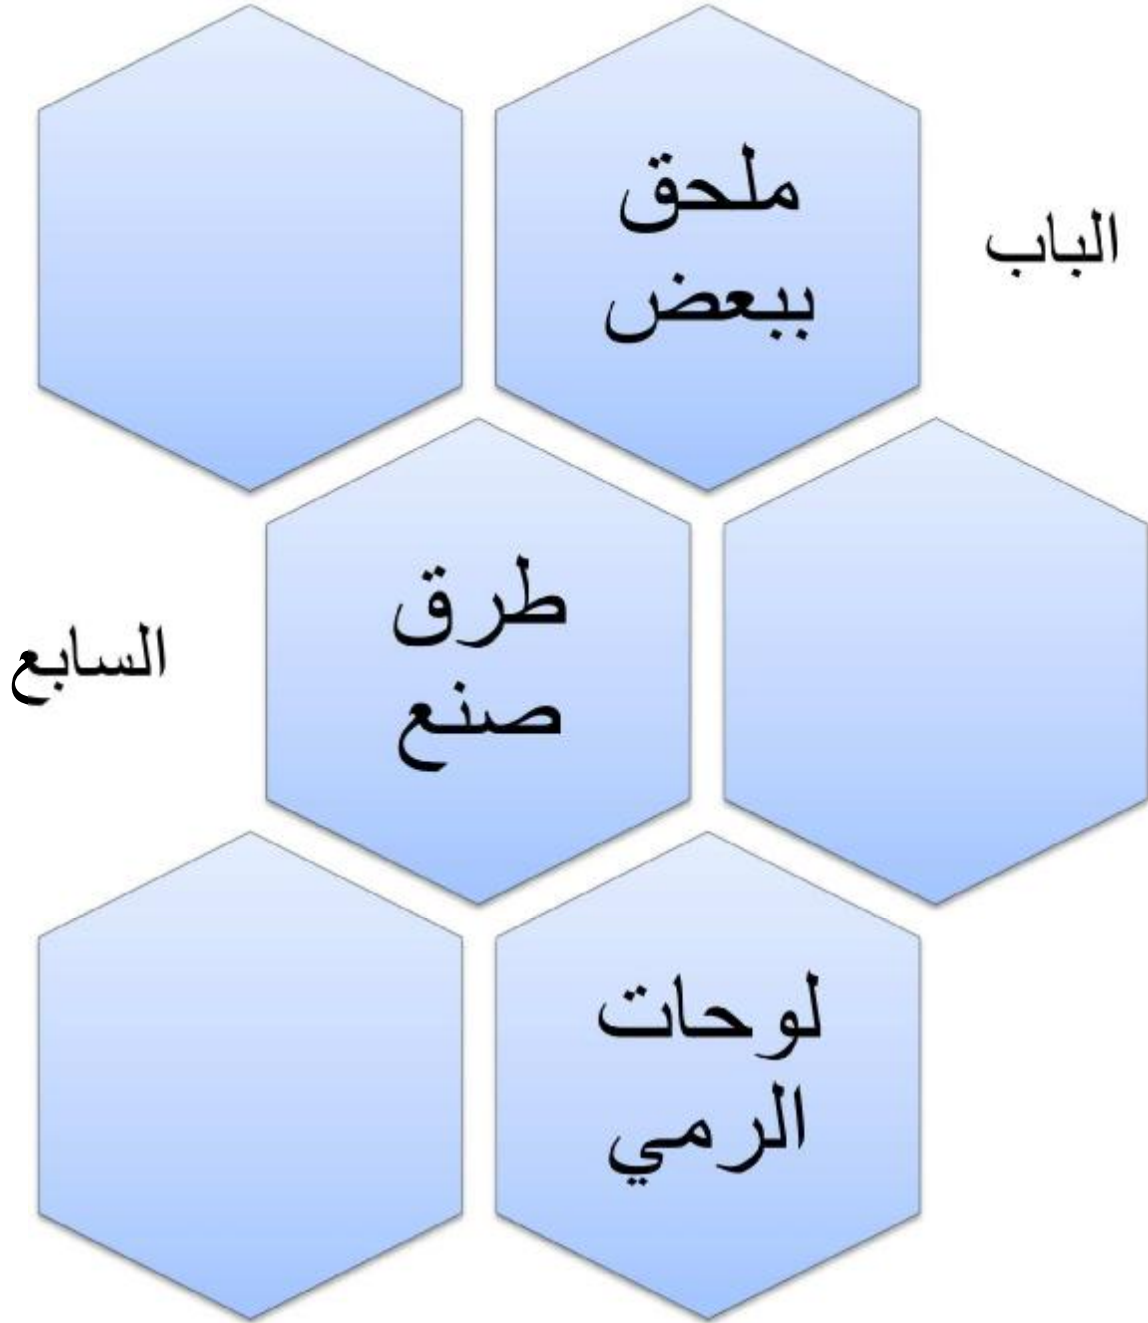 الباب
ملحق
ببعض
السابع
طرق
صنع
لوحات
الرمي